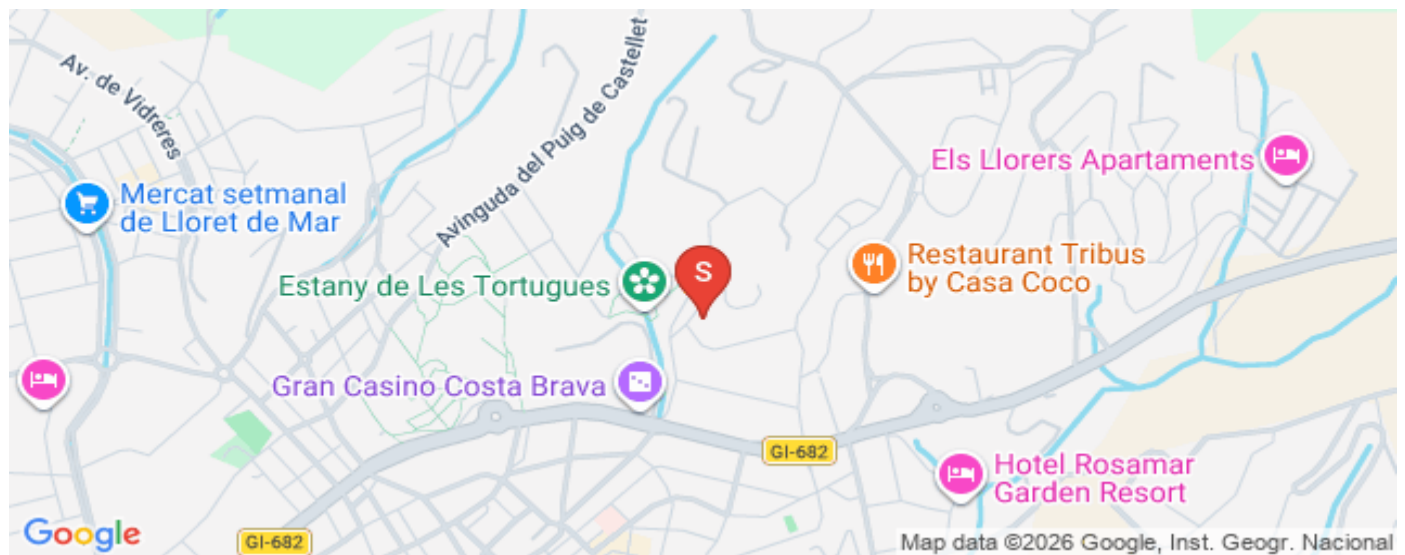 Av. de Vidreres
Avinguda del Puig de Castellet
Els Llorers Apartaments
Mercat setmanal
de Lloret de Mar
Estany de Les Tortugues
S
Restaurant Tribus
by Casa Coco
Gran Casino Costa Brava
GI-682
Hotel Rosamar
Garden Resort
Google
GI-682
Map data ©2026 Google, Inst. Geogr. Nacional